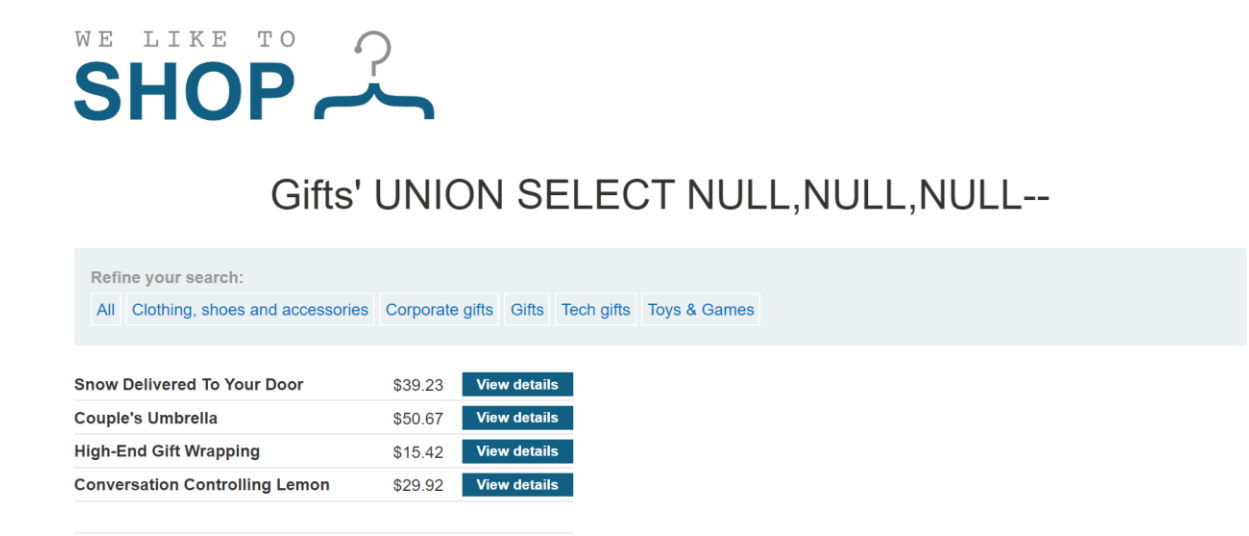 WE LIKE TO
SHOP
Gifts' UNION SELECT NULL,NULL,NULL--
Refine your search:
All Clothing, shoes and accessories Corporate gifts Gifts Tech gifts Toys & Games
Snow Delivered To Your Door $39.23 View details
Couple's Umbrella $50.67 View details
High-End Gift Wrapping $15.42 View details
Conversation Controlling Lemon $29.92 View details